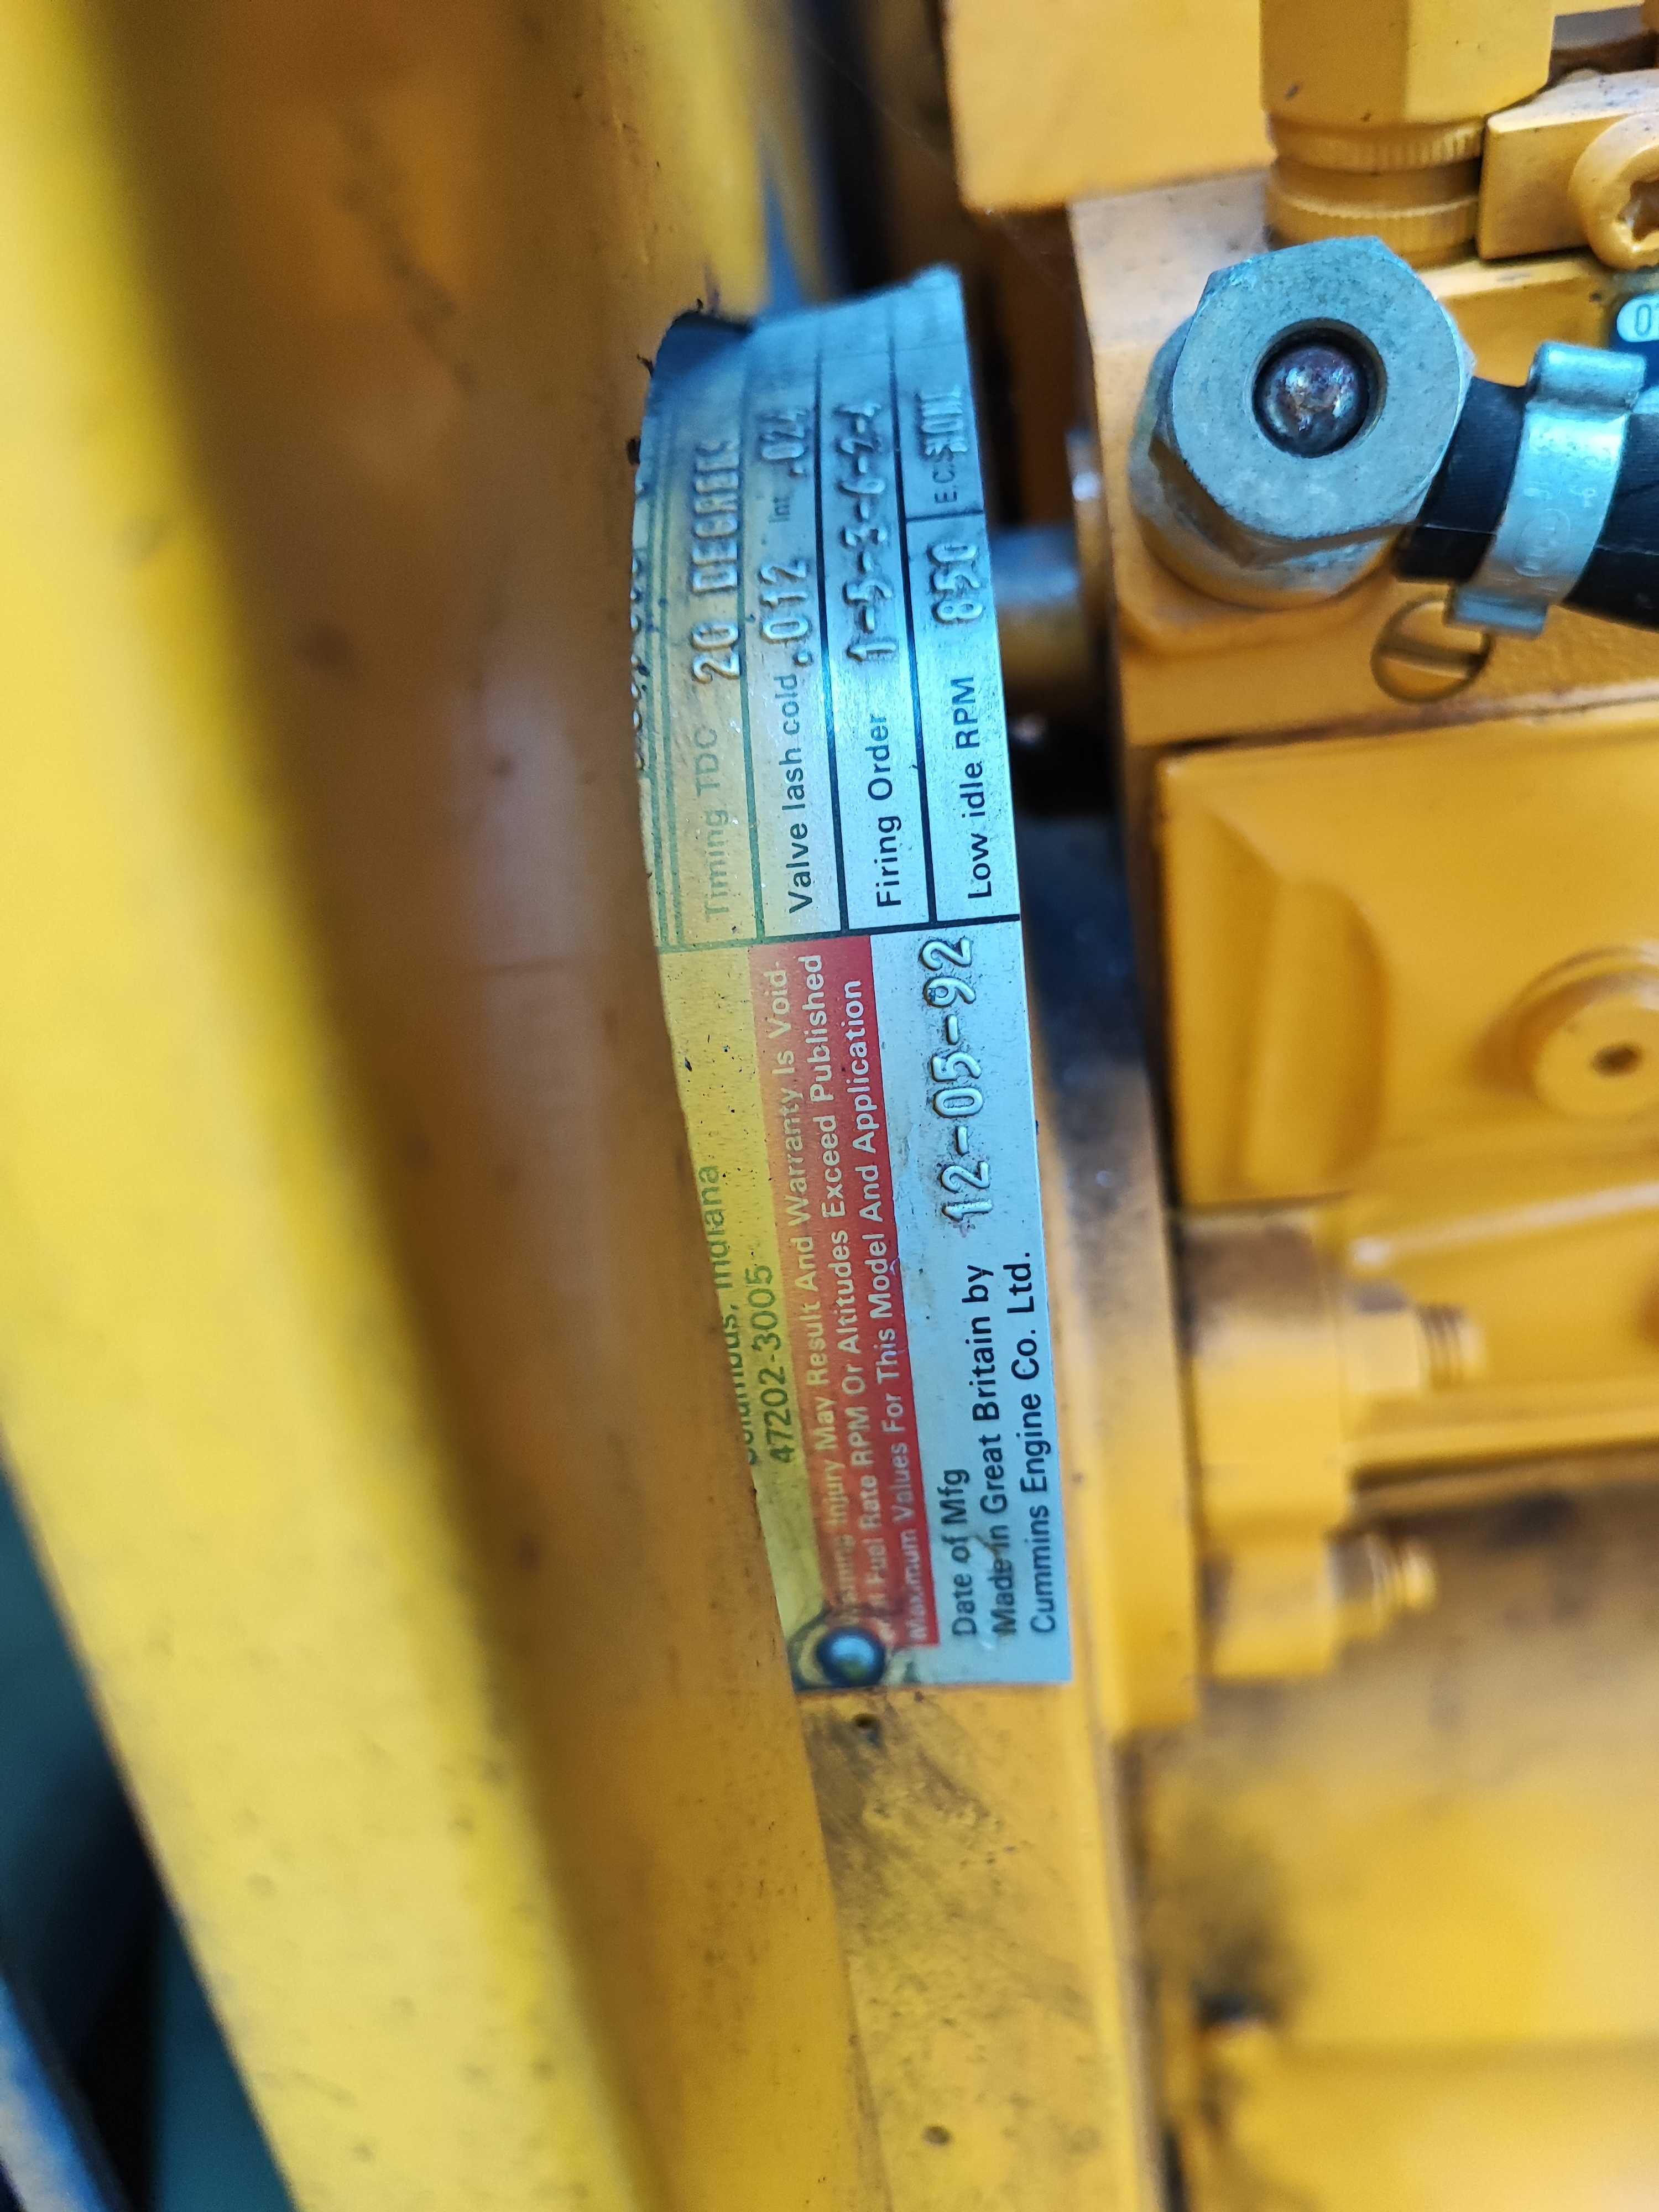 Columbus, Indiana
47202-3005
Warning Injury May Result And Warranty Is Void
If Fuel Rate RPM Or Altitudes Exceed Published
Maximum Values For This Model And Application
Date of Mfg 12-05-92
Made in Great Britain by
Cummins Engine Co. Ltd.
Timing TDC 20 DEGREES
Valve lash cold .012 Int. .024
Firing Order 1-5-3-6-2-4
Low idle RPM 850 E.C.S.